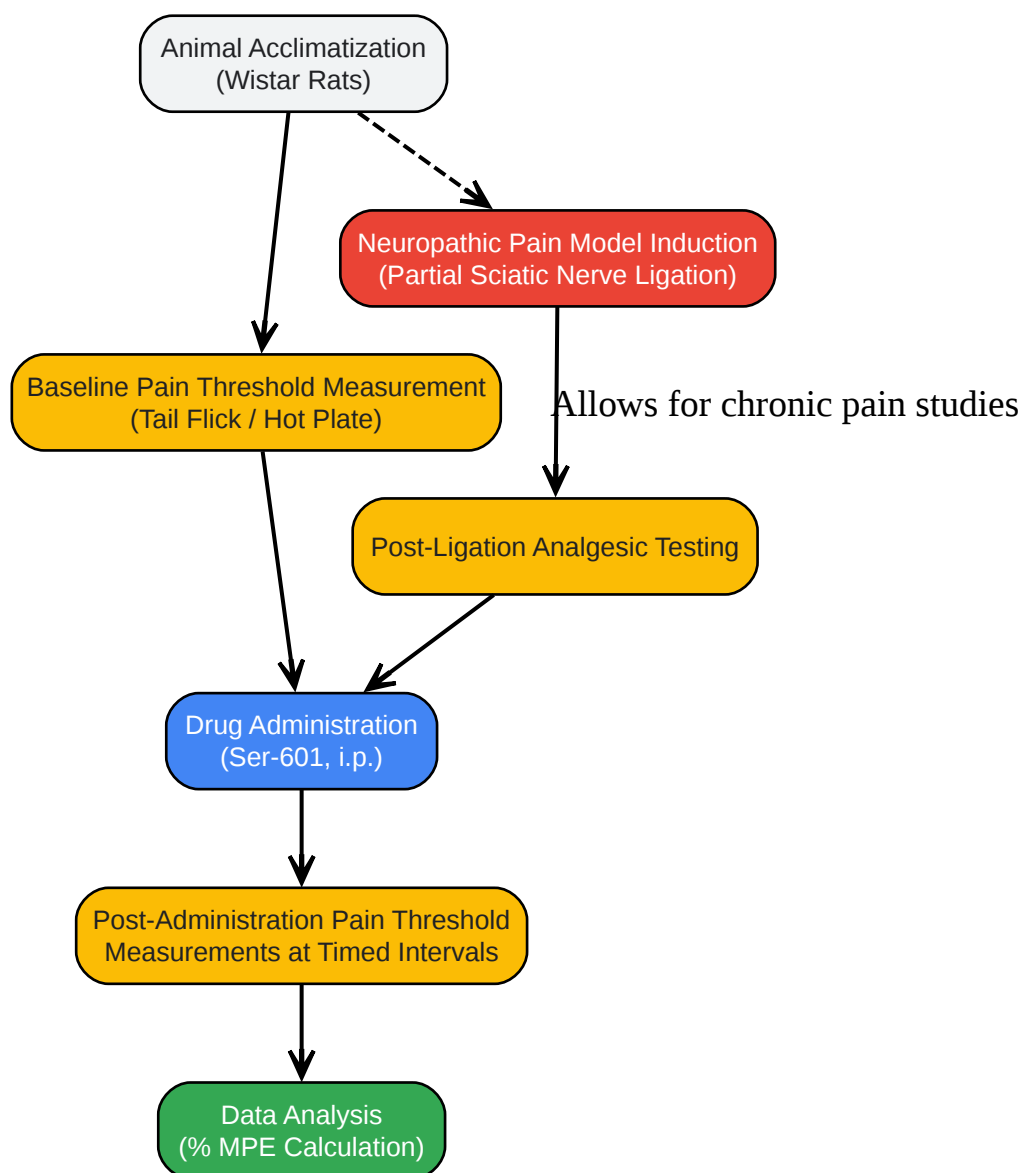 Animal Acclimatization
(Wistar Rats)
Neuropathic Pain Model Induction
(Partial Sciatic Nerve Ligation)
Baseline Pain Threshold Measurement
(Tail Flick / Hot Plate)
Allows for chronic pain studies
Post-Ligation Analgesic Testing
Drug Administration
(Ser-601, i.p.)
Post-Administration Pain Threshold
Measurements at Timed Intervals
Data Analysis
(% MPE Calculation)